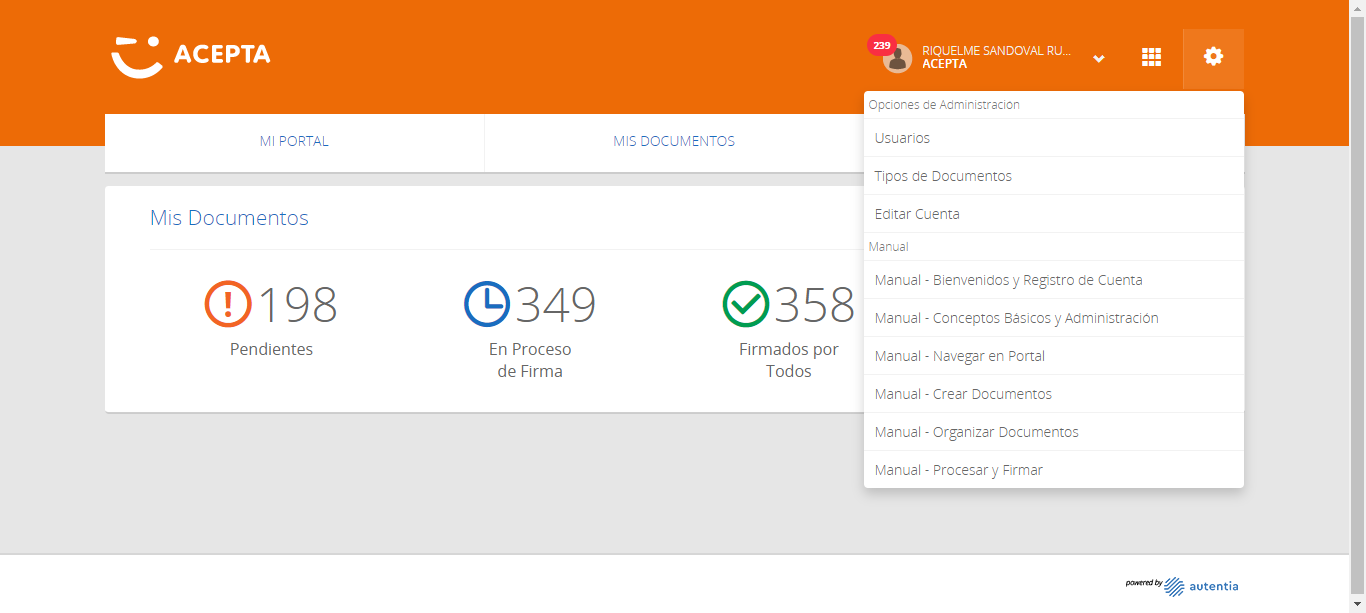 ACEPTA
239
RIQUELME SANDOVAL RU...
ACEPTA
Opciones de Administración
Usuarios
Tipos de Documentos
Editar Cuenta
Manual
Manual - Bienvenidos y Registro de Cuenta
Manual - Conceptos Básicos y Administración
Manual - Navegar en Portal
Manual - Crear Documentos
Manual - Organizar Documentos
Manual - Procesar y Firmar
MI PORTAL
MIS DOCUMENTOS
Mis Documentos
198
Pendientes
349
En Proceso
de Firma
358
Firmados por
Todos
powered by autentia